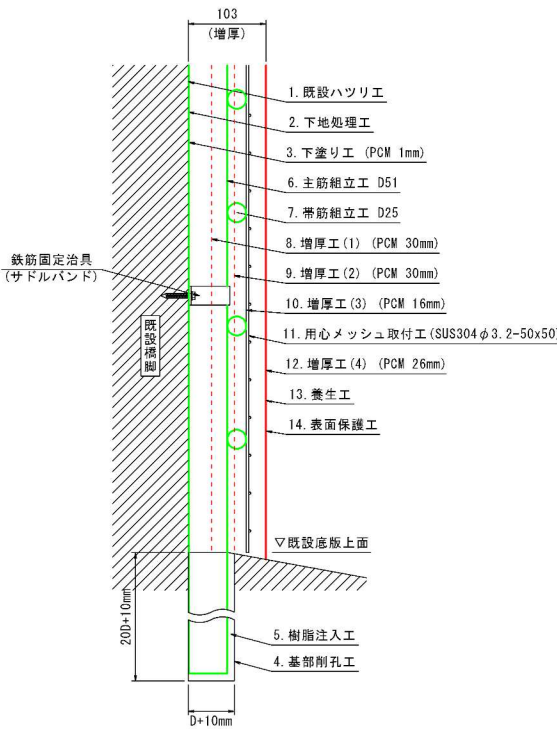 103
(増厚)
1.既設ハツリ工
2.下地処理工
3.下塗り工 (PCM 1mm)
6.主筋組立工 D51
7.帯筋組立工 D25
8.増厚工(1) (PCM 30mm)
9.増厚工(2) (PCM 30mm)
10.増厚工(3) (PCM 16mm)
11.用心メッシュ取付工(SUS304φ3.2-50x50)
12.増厚工(4) (PCM 26mm)
13.養生工
14.表面保護工
鉄筋固定治具
(サドルバンド)
既設橋脚
▽既設底版上面
20D+10mm
5.樹脂注入工
4.基部削孔工
D+10mm